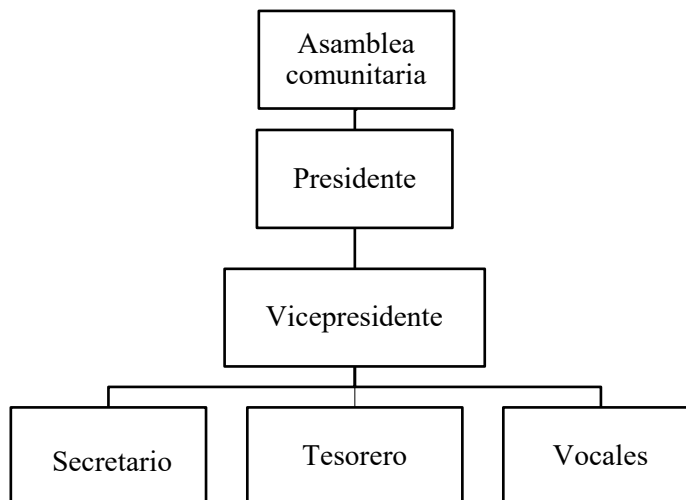 Asamblea
comunitaria
Presidente
Vicepresidente
Secretario
Tesorero
Vocales